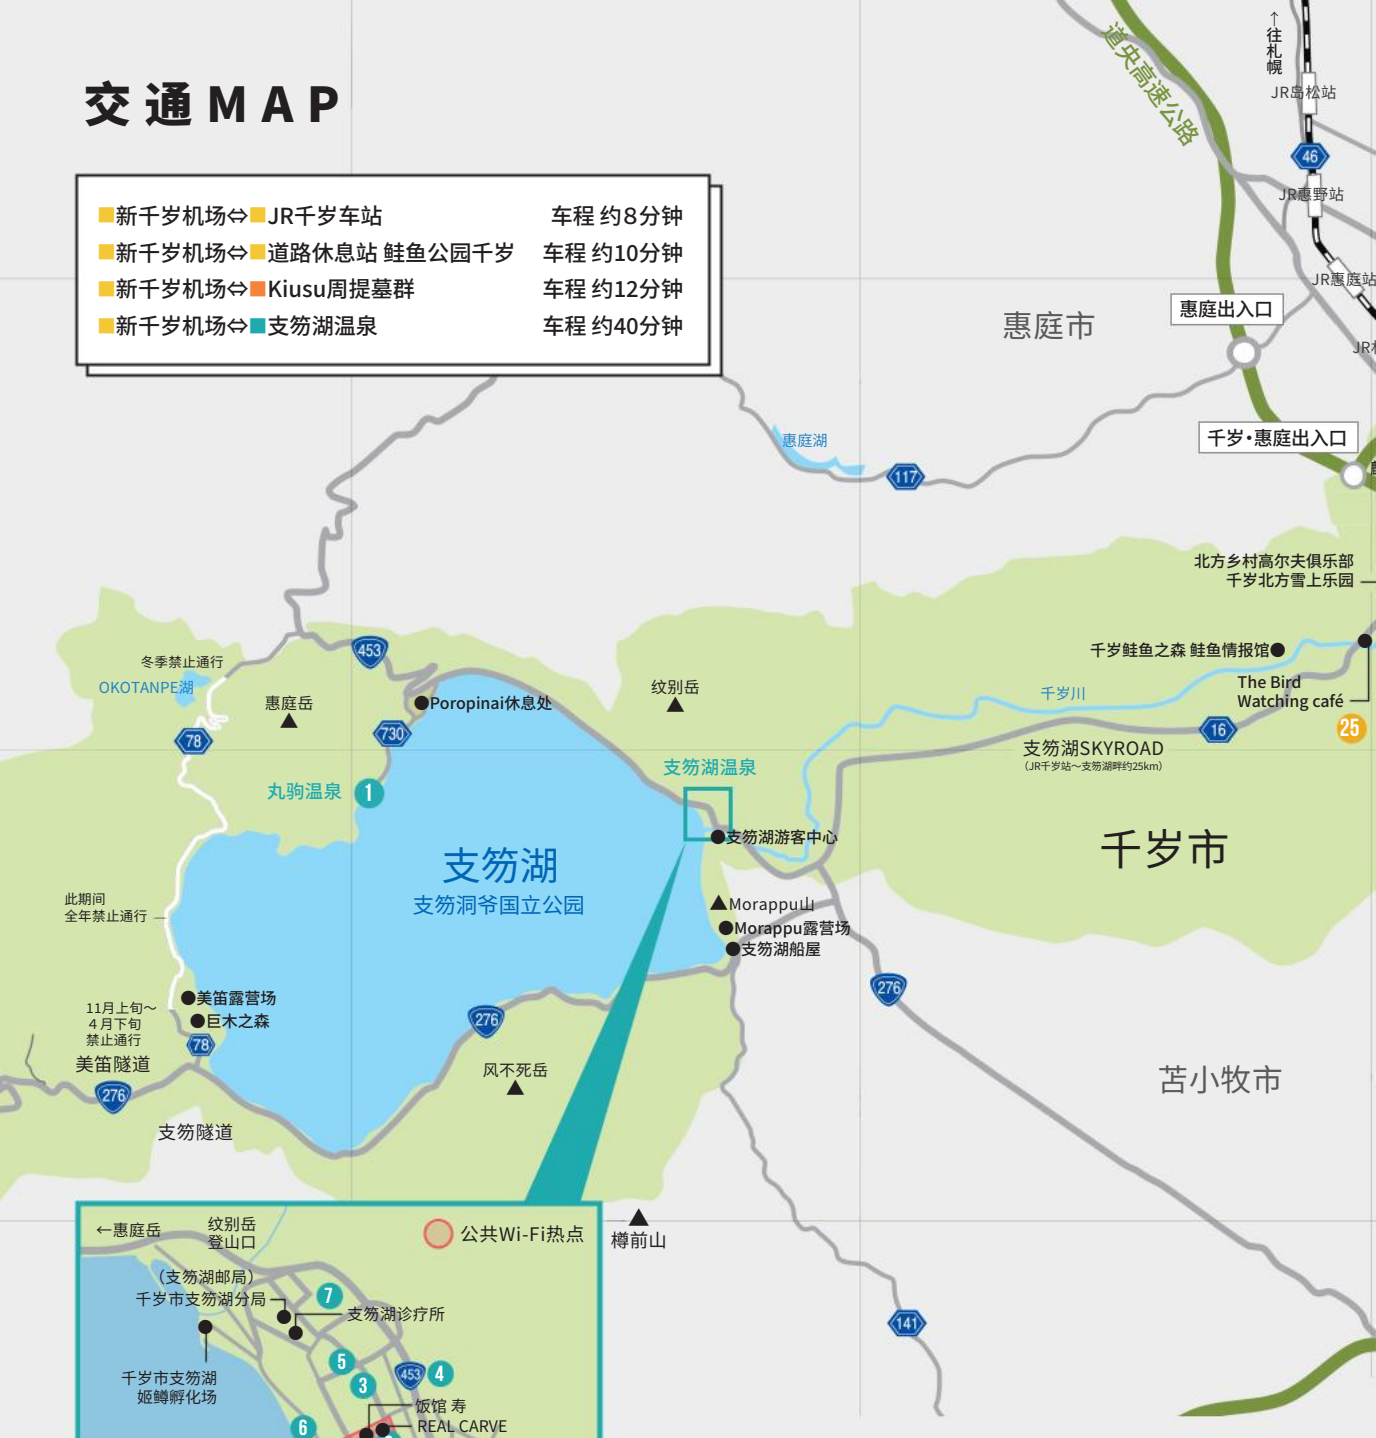 交通MAP
新千岁机场⇔JR千岁车站 车程 约8分钟
新千岁机场⇔道路休息站 鲑鱼公园千岁 车程 约10分钟
新千岁机场⇔Kiusu周提墓群 车程 约12分钟
新千岁机场⇔支笏湖温泉 车程 约40分钟
道央高速公路
↑往札幌
JR岛松站
46
JR惠野站
JR惠庭站
惠庭出入口
惠庭市
千岁·惠庭出入口
惠庭湖
117
北方乡村高尔夫俱乐部
千岁北方雪上乐园
千岁鲑鱼之森 鲑鱼情报馆
The Bird
Watching café
25
千岁川
16
支笏湖SKYROAD
(JR千岁站～支笏湖畔约25km)
千岁市
453
冬季禁止通行
OKOTANPE湖
惠庭岳
Poropinai休息处
纹别岳
78
730
丸驹温泉
1
支笏湖温泉
支笏湖游客中心
支笏湖
支笏洞爷国立公园
此期间
全年禁止通行
Morappu山
Morappu露营场
支笏湖船屋
276
美笛露营场
巨木之森
11月上旬～
4月下旬
禁止通行
78
美笛隧道
276
276
风不死岳
支笏隧道
苫小牧市
樽前山
141
←惠庭岳
纹别岳
登山口
公共Wi-Fi热点
(支笏湖邮局)
千岁市支笏湖分局
7
支笏湖诊疗所
千岁市支笏湖
姬鳟孵化场
5
3
453
4
饭馆 寿
REAL CARVE
6